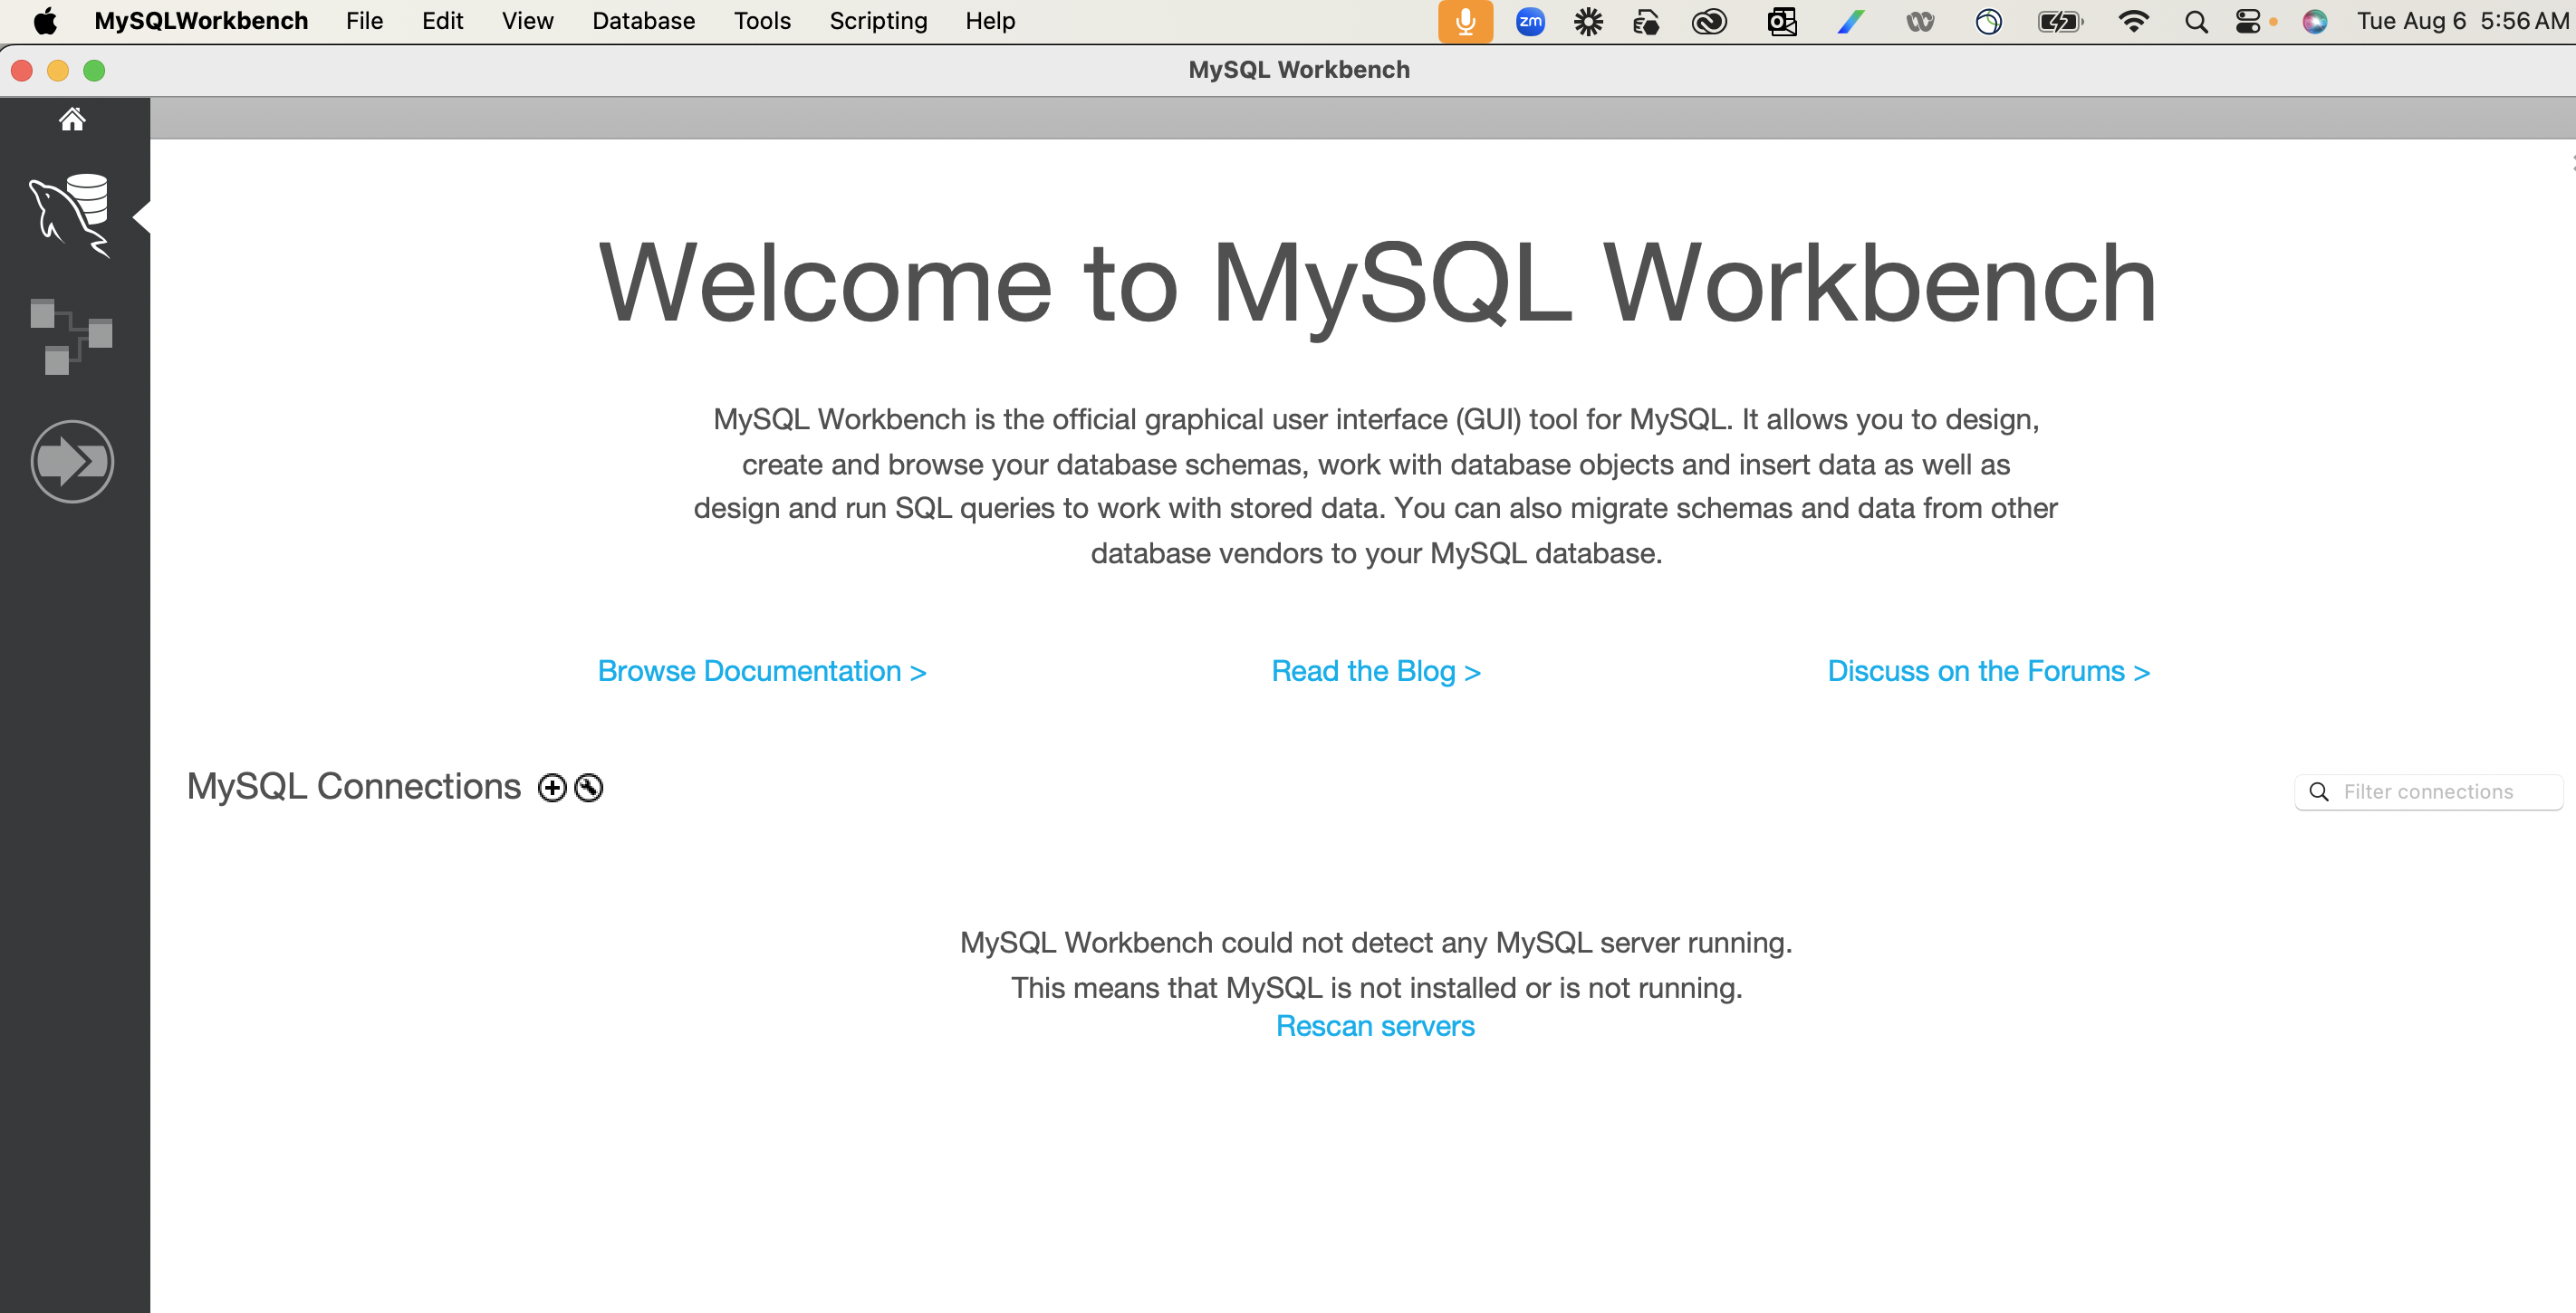 MySQLWorkbench File Edit View Database Tools Scripting Help zm Tue Aug 6 5:56 AM
MySQL Workbench
Welcome to MySQL Workbench
MySQL Workbench is the official graphical user interface (GUI) tool for MySQL. It allows you to design,
create and browse your database schemas, work with database objects and insert data as well as
design and run SQL queries to work with stored data. You can also migrate schemas and data from other
database vendors to your MySQL database.
Browse Documentation > Read the Blog > Discuss on the Forums >
MySQL Connections Filter connections
MySQL Workbench could not detect any MySQL server running.
This means that MySQL is not installed or is not running.
Rescan servers